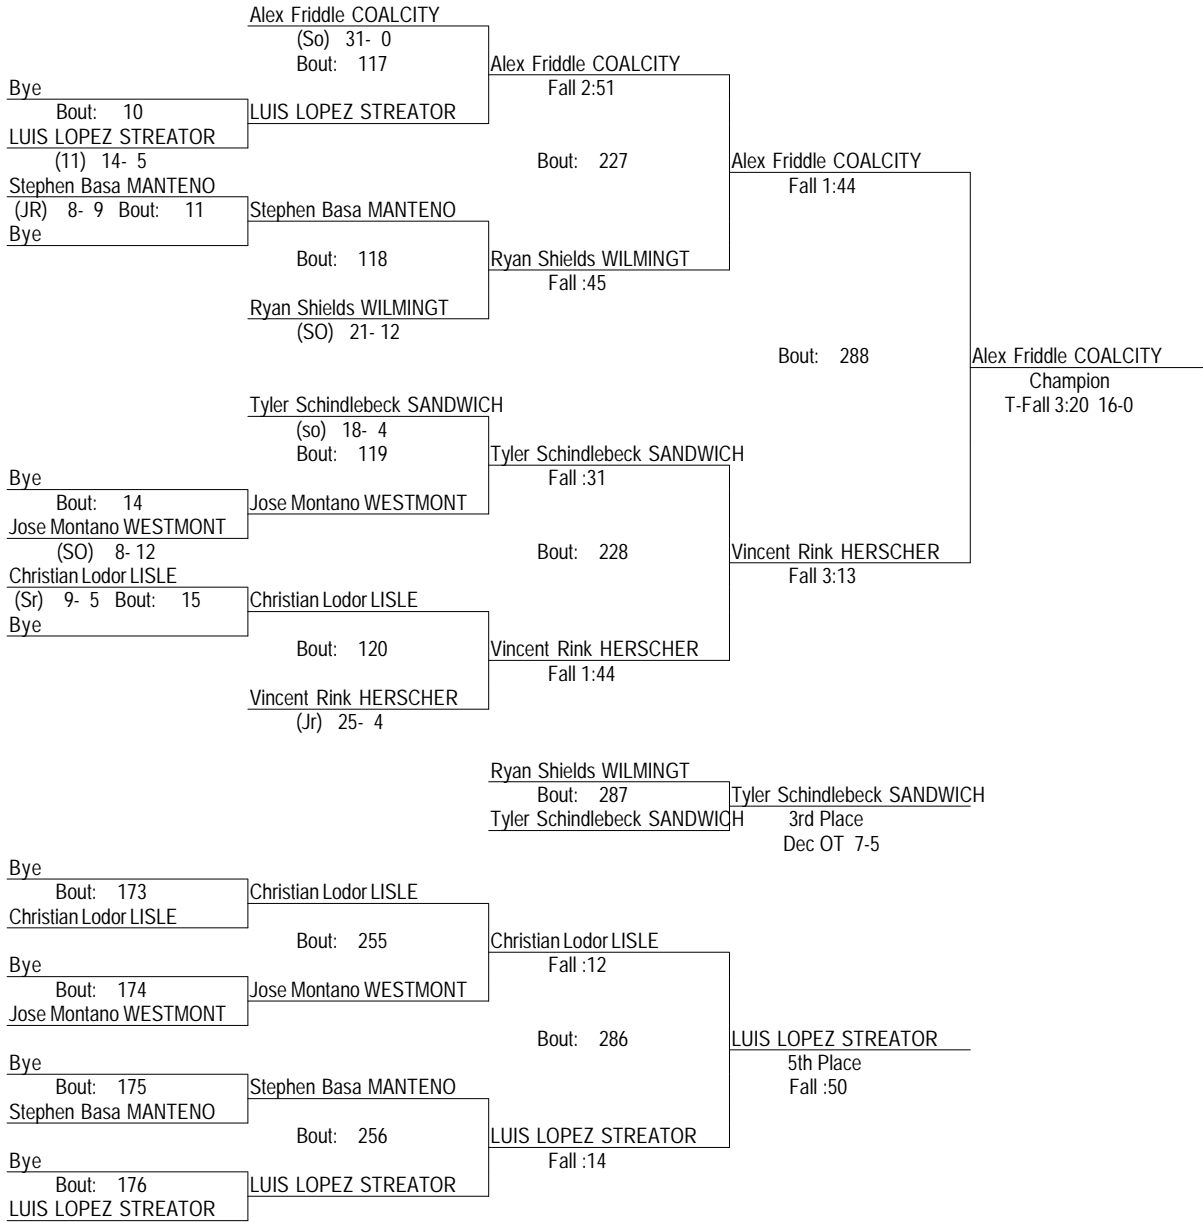 Alex Friddle COALCITY
(So) 31- 0
Bout: 117
Alex Friddle COALCITY
Fall 2:51
Bye
Bout: 10
LUIS LOPEZ STREATOR
LUIS LOPEZ STREATOR
(11) 14- 5
Bout: 227
Alex Friddle COALCITY
Fall 1:44
Stephen Basa MANTENO
(JR) 8- 9 Bout: 11
Stephen Basa MANTENO
Bye
Bout: 118
Ryan Shields WILMINGT
Fall :45
Ryan Shields WILMINGT
(SO) 21- 12
Bout: 288
Alex Friddle COALCITY
Champion
T-Fall 3:20 16-0
Tyler Schindlebeck SANDWICH
(so) 18- 4
Bout: 119
Tyler Schindlebeck SANDWICH
Fall :31
Bye
Bout: 14
Jose Montano WESTMONT
Jose Montano WESTMONT
(SO) 8- 12
Bout: 228
Vincent Rink HERSCHER
Fall 3:13
Christian Lodor LISLE
(Sr) 9- 5 Bout: 15
Christian Lodor LISLE
Bye
Bout: 120
Vincent Rink HERSCHER
Fall 1:44
Vincent Rink HERSCHER
(Jr) 25- 4
Ryan Shields WILMINGT
Bout: 287
Tyler Schindlebeck SANDWICH
Tyler Schindlebeck SANDWICH
3rd Place
Dec OT 7-5
Bye
Bout: 173
Christian Lodor LISLE
Christian Lodor LISLE
Bout: 255
Christian Lodor LISLE
Fall :12
Bye
Bout: 174
Jose Montano WESTMONT
Jose Montano WESTMONT
Bout: 286
LUIS LOPEZ STREATOR
5th Place
Fall :50
Bye
Bout: 175
Stephen Basa MANTENO
Stephen Basa MANTENO
Bout: 256
LUIS LOPEZ STREATOR
Fall :14
Bye
Bout: 176
LUIS LOPEZ STREATOR
LUIS LOPEZ STREATOR